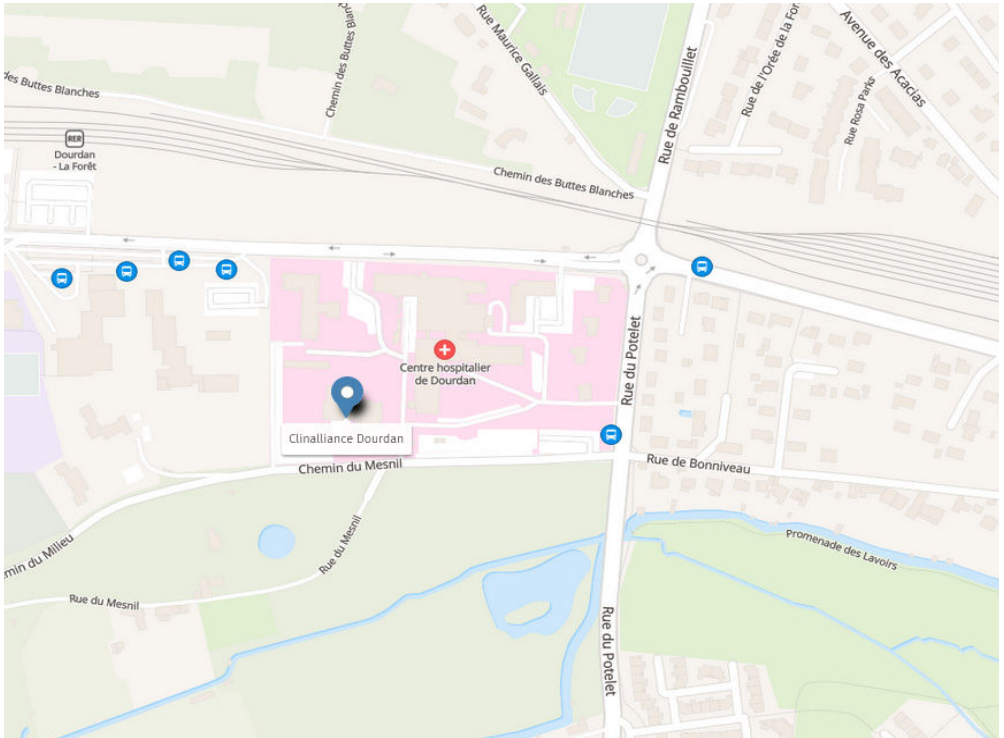 Rue Maurice Gallais
Chemin des Buttes Blanches
Rue de Rambouillet
Rue de l'Orée de la For
Avenue des Acacias
Rue Rosa Parks
des Buttes Blanches
RER
Dourdan
- La Forêt
Chemin des Buttes Blanches
Centre hospitalier
de Dourdan
Rue du Potelet
Clinalliance Dourdan
Chemin du Mesnil
Rue de Bonniveau
emin du Milieu
Rue du Mesnil
Promenade des Lavoirs
Rue du Mesnil
Rue du Potelet